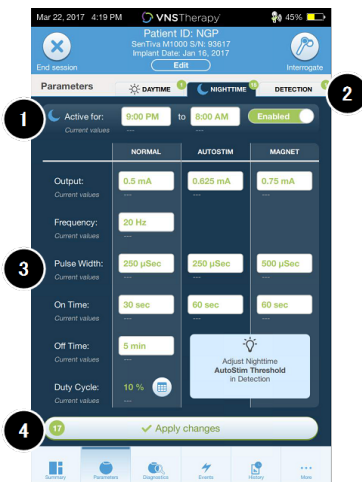 Mar 22, 2017 4:19 PM VNSTherapy 45%
Patient ID: NGP
SenTiva M1000 S/N: 93617
Implant Date: Jan 16, 2017
End session Edit Interrogate
Parameters DAYTIME NIGHTTIME DETECTION
2
1
Active for: 9:00 PM to 8:00 AM Enabled
Current values --- ---
NORMAL AUTOSTIM MAGNET
Output: 0.5 mA 0.625 mA 0.75 mA
Current values --- --- ---
Frequency: 20 Hz
Current values ---
3
Pulse Width: 250 µSec 250 µSec 500 µSec
Current values --- --- ---
On Time: 30 sec 60 sec 60 sec
Current values --- --- ---
Off Time: 5 min
Current values ---
Adjust Nighttime
AutoStim Threshold
in Detection
Duty Cycle: 10 %
Current values ---
4
17 Apply changes
Summary Parameters Diagnostics Events History More